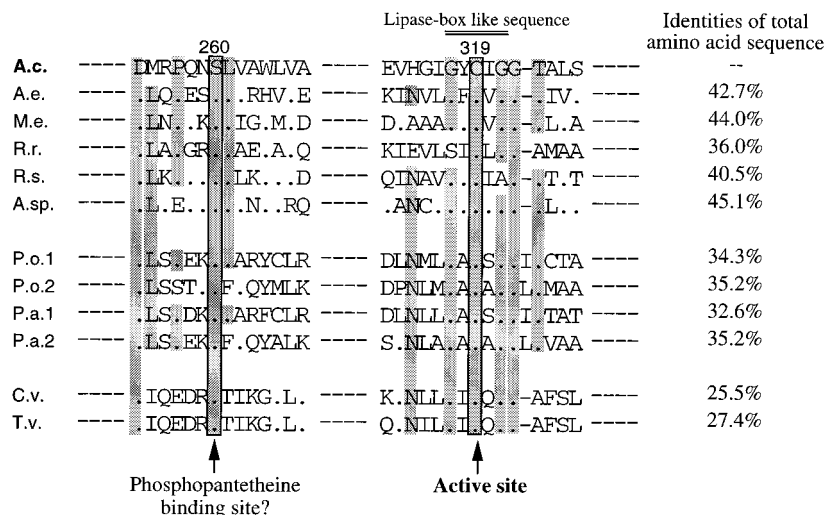 Lipase-box like sequence
Identities of total
amino acid sequence
260
319
A.c. ----- DMRPQNSLVAWLVA ---- EVHGIGYCIGG-TALS ----- --
A.e. ----- .LQ.ES...RHV.E ---- KINVL.F.V..-.IV. ----- 42.7%
M.e. ----- .LN..K..IG.M.D ---- D.AAA...V..-.L.A ----- 44.0%
R.r. ----- .LA.GR..AE.A.Q ---- KIEVLSI.L..-AMAA ----- 36.0%
R.s. ----- .LK.....LK...D ---- QINAV...IA.-.T.T ----- 40.5%
A.sp. ----- .L.E.....N..RQ ---- .ANC.......-.L.. ----- 45.1%
P.o.1 ----- .LS.EK..ARYCLR ---- DLNML.A.S..I.CTA ----- 34.3%
P.o.2 ----- .LSST..F.QYMLK ---- DPNLM.A.A..L.MAA ----- 35.2%
P.a.1 ----- .LS.DK..ARFCLR ---- DLNLL.A.S..I.TAT ----- 32.6%
P.a.2 ----- .LS.EK.F.QYALK ---- S.NLA.A.A..L.VAA ----- 35.2%
C.v. ----- .IQEDR.TIKG.L. ---- K.NLL.I.Q..-AFSL ----- 25.5%
T.v. ----- .IQEDR.TIKG.L. ---- Q.NIL.I.Q..-AFSL ----- 27.4%
Phosphopantetheine
binding site?
Active site